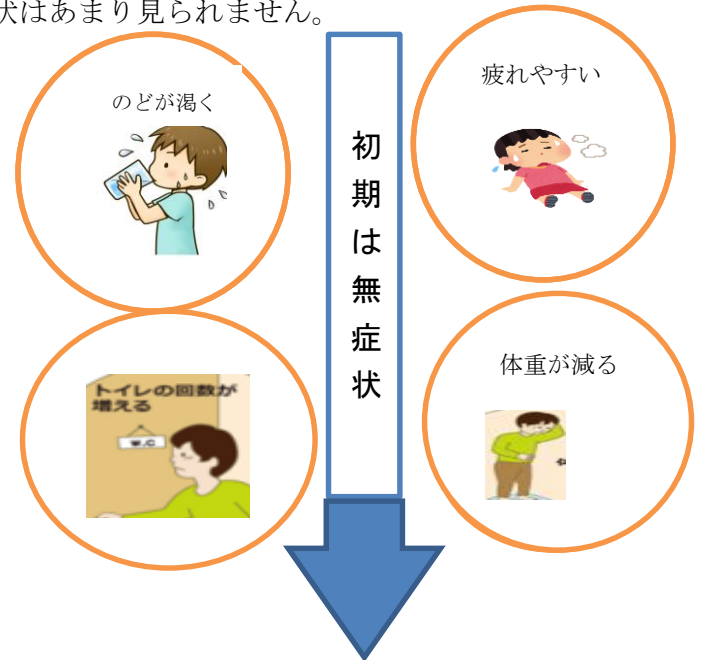 状はあまり見られません。
のどが渇く
疲れやすい
初期は無症状
トイレの回数が
増える
W.C
体重が減る